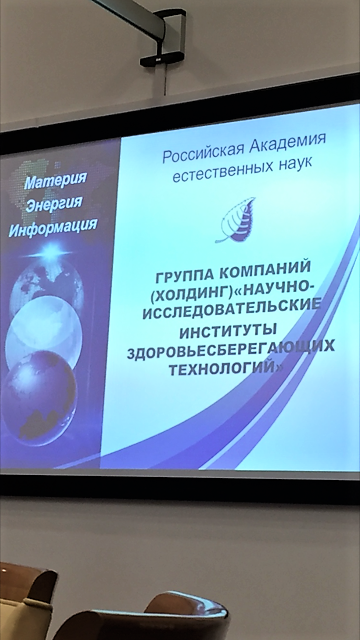 Материя
Энергия
Информация
Российская Академия
естественных наук
ГРУППА КОМПАНИЙ
(ХОЛДИНГ)«НАУЧНО-
ИССЛЕДОВАТЕЛЬСКИЕ
ИНСТИТУТЫ
ЗДОРОВЬЕСБЕРЕГАЮЩИХ
ТЕХНОЛОГИЙ»